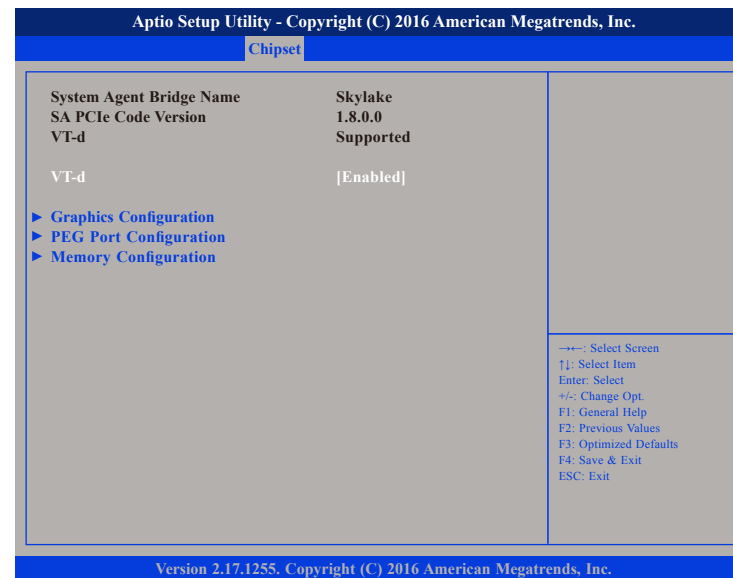 Aptio Setup Utility - Copyright (C) 2016 American Megatrends, Inc.
Chipset
System Agent Bridge Name Skylake
SA PCIe Code Version 1.8.0.0
VT-d Supported
VT-d [Enabled]
► Graphics Configuration
► PEG Port Configuration
► Memory Configuration
→←: Select Screen
↑↓: Select Item
Enter: Select
+/-: Change Opt.
F1: General Help
F2: Previous Values
F3: Optimized Defaults
F4: Save & Exit
ESC: Exit
Version 2.17.1255. Copyright (C) 2016 American Megatrends, Inc.